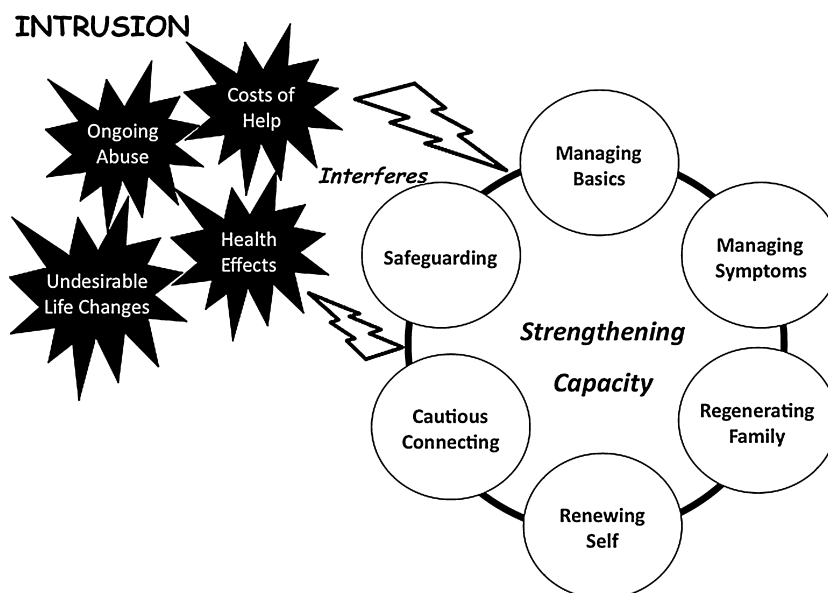 INTRUSION
Costs of
Help
Ongoing
Abuse
Health
Effects
Undesirable
Life Changes
Interferes
Managing
Basics
Managing
Symptoms
Regenerating
Family
Renewing
Self
Cautious
Connecting
Safeguarding
Strengthening
Capacity